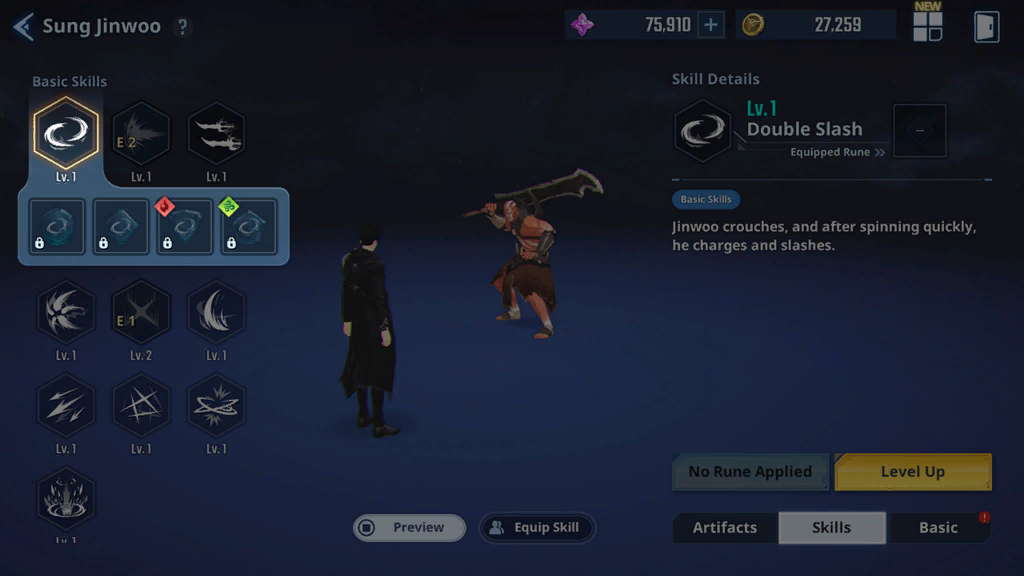 Sung Jinwoo ?
75,910
27,259
NEW
Basic Skills
E 2
Lv. 1
Lv. 1
Lv. 1
E 1
Lv. 1
Lv. 2
Lv. 1
Lv. 1
Lv. 1
Lv. 1
Lv. 1
Skill Details
Lv. 1
Double Slash
Equipped Rune
Basic Skills
Jinwoo crouches, and after spinning quickly,
he charges and slashes.
No Rune Applied
Level Up
Preview
Equip Skill
Artifacts
Skills
Basic
!